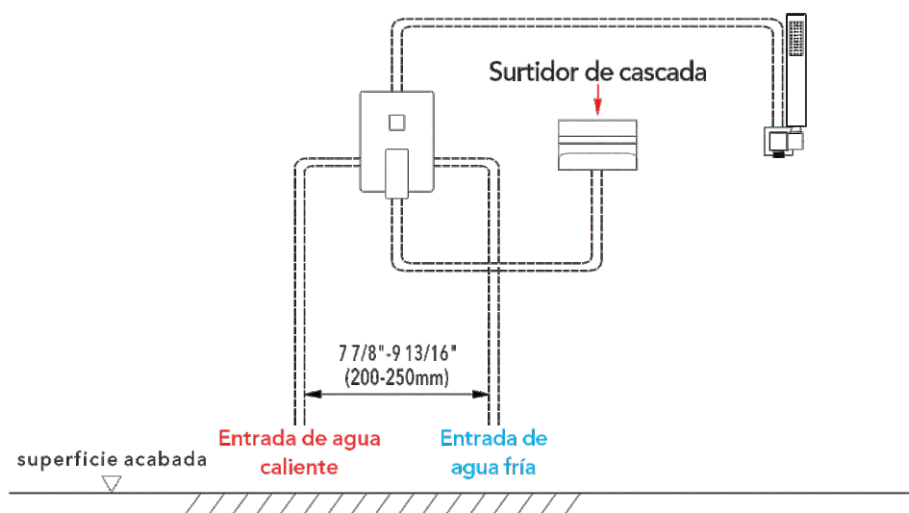 Surtidor de cascada
7 7/8"-9 13/16"
(200-250mm)
Entrada de agua
caliente
Entrada de
agua fría
superficie acabada